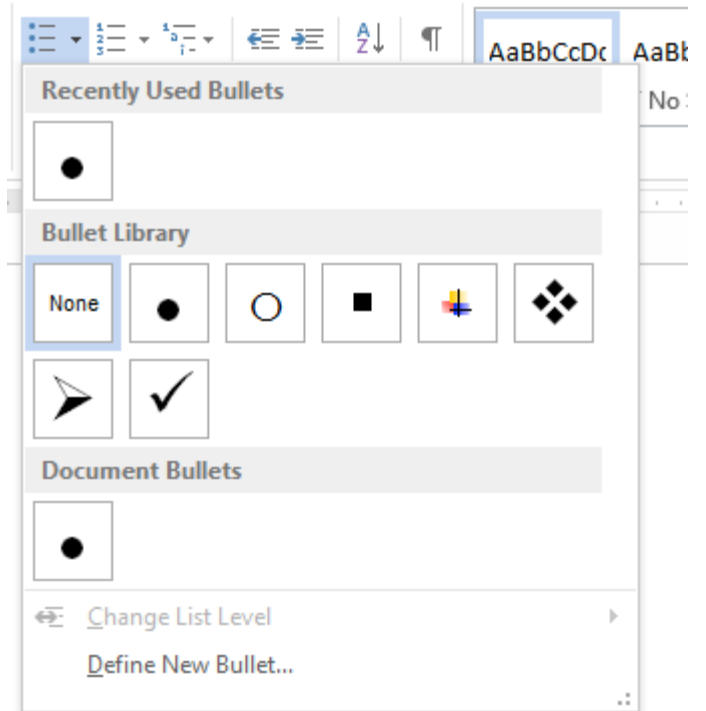 AaBbCcDc AaBb
No
Recently Used Bullets
Bullet Library
None
Document Bullets
Change List Level
Define New Bullet...